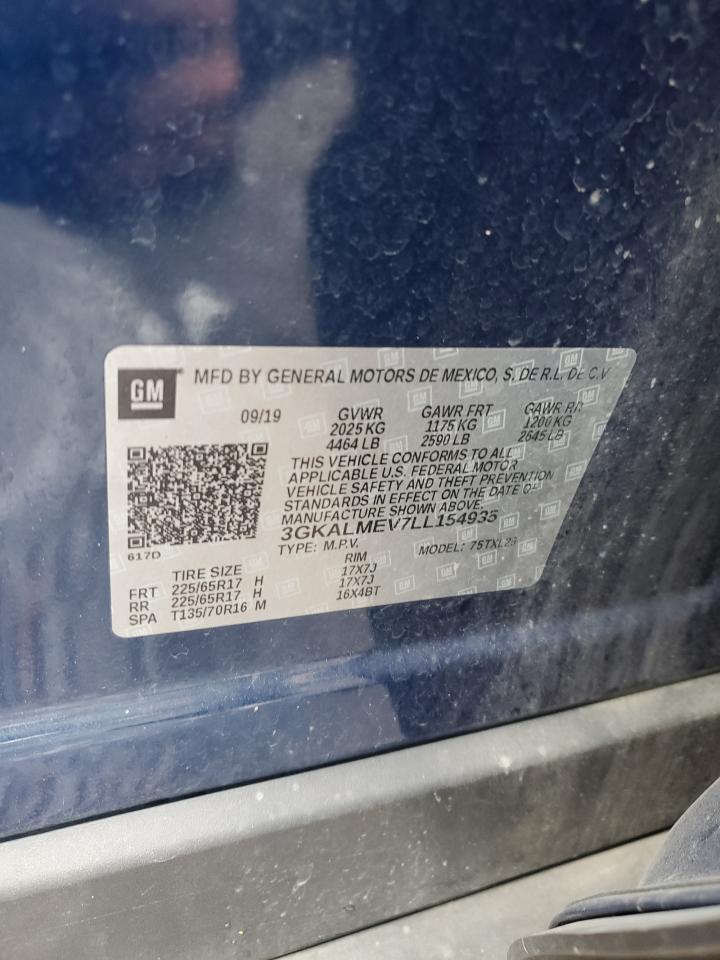 GM MFD BY GENERAL MOTORS DE MEXICO, S. DE R.L. DE C.V
09/19 GVWR GAWR FRT GAWR RR
2025 KG 1175 KG 1200 KG
4464 LB 2590 LB 2645 LB
THIS VEHICLE CONFORMS TO ALL
APPLICABLE U.S. FEDERAL MOTOR
VEHICLE SAFETY AND THEFT PREVENTION
STANDARDS IN EFFECT ON THE DATE OF
MANUFACTURE SHOWN ABOVE.
3GKALMEV7LL154935
617D
TYPE: M.P.V. MODEL: 75TXL26
TIRE SIZE RIM
FRT 225/65R17 H 17X7J
RR 225/65R17 H 17X7J
SPA T135/70R16 M 16X4BT